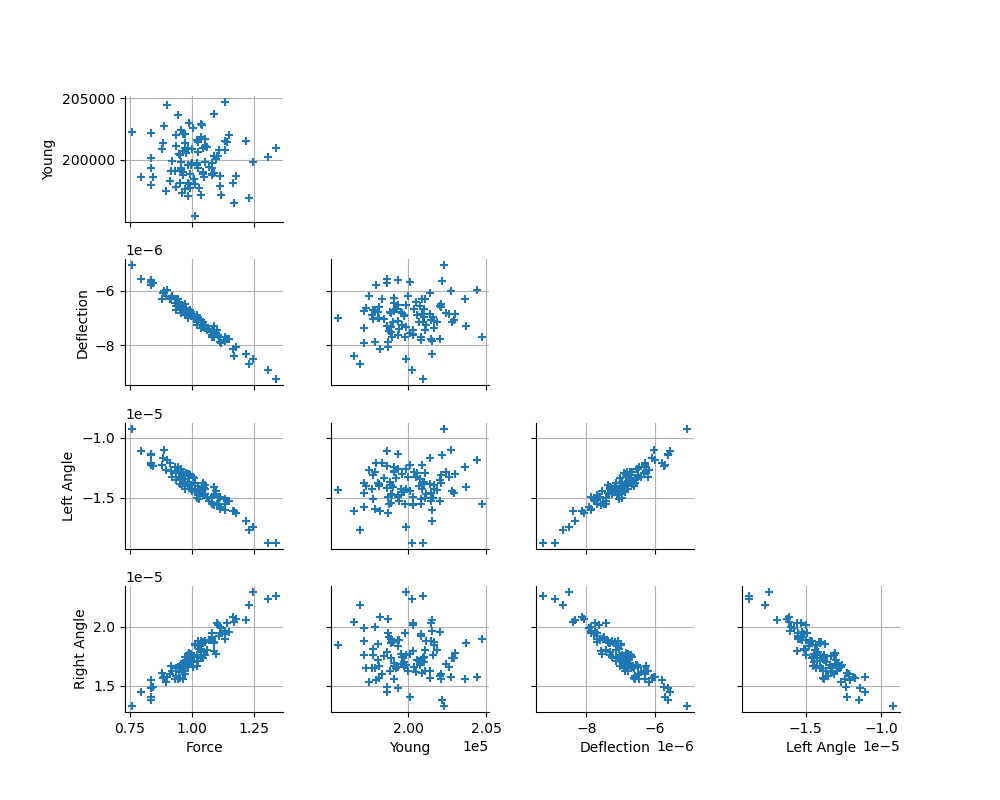 205000
200000
Young
1e−6
−6
−8
Deflection
1e−5
−1.0
−1.5
Left Angle
1e−5
2.0
1.5
Right Angle
0.75 1.00 1.25
Force
2.00 2.05
Young 1e5
−8 −6
Deflection 1e−6
−1.5 −1.0
Left Angle 1e−5